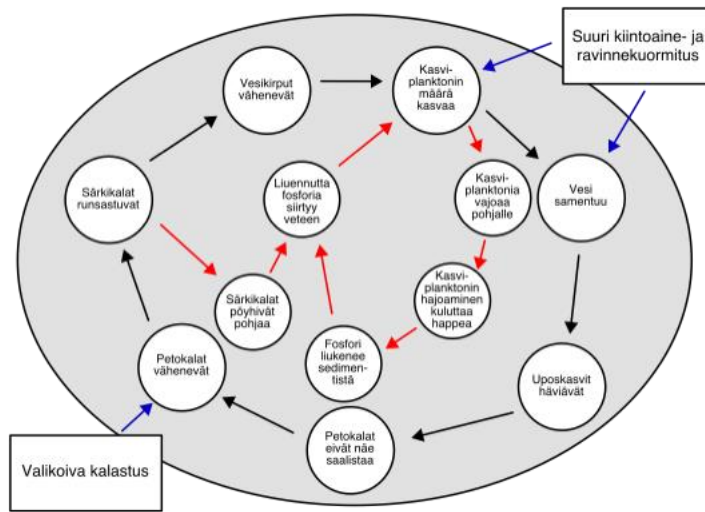 Suuri kiintoaine- ja
ravinnekuormitus
Vesikirput
vähenevät
Kasvi-
planktonin
määrä
kasvaa
Särkikalat
runsastuvat
Liuennutta
fosforia
siirtyy
veteen
Kasvi-
planktonia
vajoaa
pohjalle
Vesi
samentuu
Särkikalat
pöyhivät
pohjaa
Kasvi-
planktonin
hajoaminen
kuluttaa
happea
Petokalat
vähenevät
Fosfori
liukenee
sedimen-
tistä
Uposkasvit
häviävät
Petokalat
eivät näe
saalistaa
Valikoiva kalastus